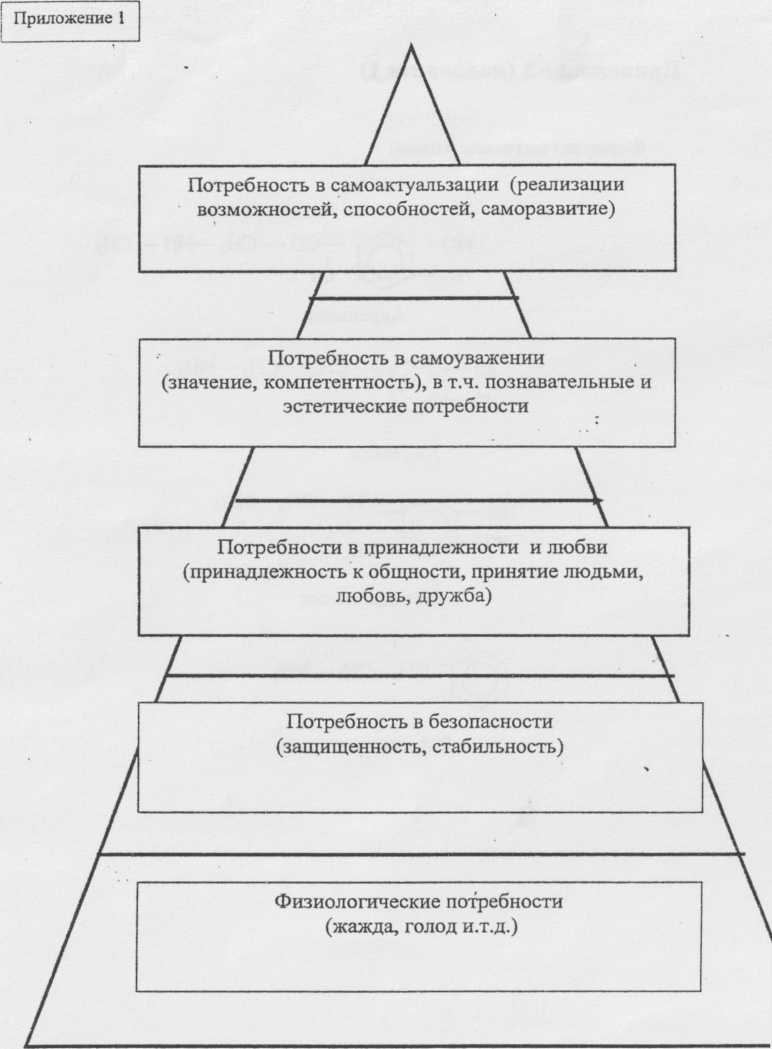 Приложение 1
Потребность в самоактуальзации (реализации
возможностей, способностей, саморазвитие)
Потребность в самоуважении
(значение, компетентность), в т.ч. познавательные и
эстетические потребности
Потребности в принадлежности и любви
(принадлежность к общности, принятие людьми,
любовь, дружба)
Потребность в безопасности
(защищенность, стабильность)
Физиологические потребности
(жажда, голод и.т.д.)